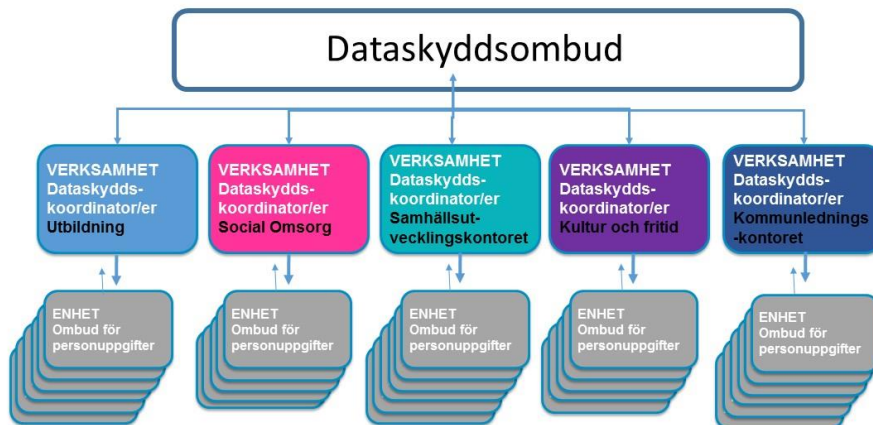 Dataskyddsombud
VERKSAMHET
Dataskydds-
koordinator/er
Utbildning
VERKSAMHET
Dataskydds-
koordinator/er
Social Omsorg
VERKSAMHET
Dataskydds-
koordinator/er
Samhällsut-
vecklingskontoret
VERKSAMHET
Dataskydds-
koordinator/er
Kultur och fritid
VERKSAMHET
Dataskydds-
koordinator/er
Kommunlednings
-kontoret
ENHET
Ombud för
personuppgifter
ENHET
Ombud för
personuppgifter
ENHET
Ombud för
personuppgifter
ENHET
Ombud för
personuppgifter
ENHET
Ombud för
personuppgifter